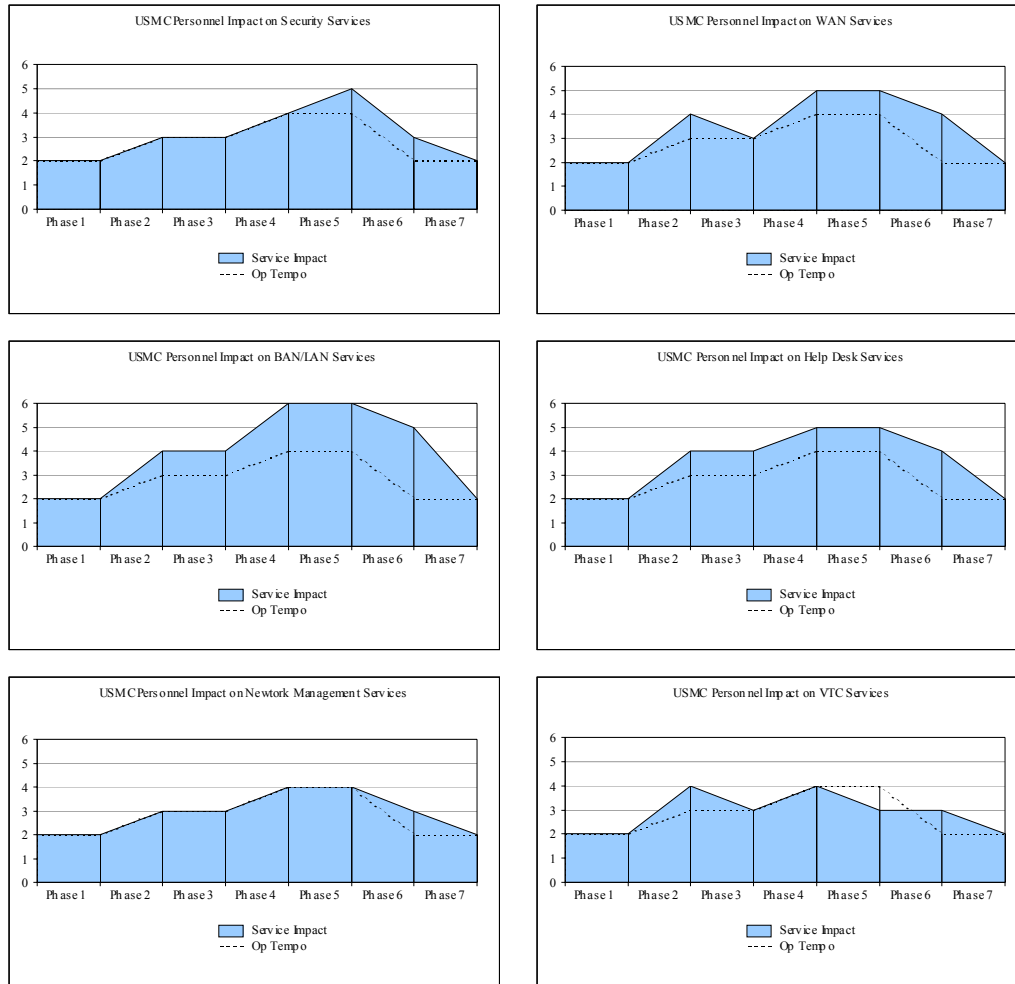 USMC Personnel Impact on Security Services
6
5
4
3
2
1
0
Phase 1 Phase 2 Phase 3 Phase 4 Phase 5 Phase 6 Phase 7
Service Impact
Op Tempo
USMC Personnel Impact on WAN Services
6
5
4
3
2
1
0
Phase 1 Phase 2 Phase 3 Phase 4 Phase 5 Phase 6 Phase 7
Service Impact
Op Tempo
USMC Personnel Impact on BAN/LAN Services
6
5
4
3
2
1
0
Phase 1 Phase 2 Phase 3 Phase 4 Phase 5 Phase 6 Phase 7
Service Impact
Op Tempo
USMC Personnel Impact on Help Desk Services
6
5
4
3
2
1
0
Phase 1 Phase 2 Phase 3 Phase 4 Phase 5 Phase 6 Phase 7
Service Impact
Op Tempo
USMC Personnel Impact on Newtork Management Services
6
5
4
3
2
1
0
Phase 1 Phase 2 Phase 3 Phase 4 Phase 5 Phase 6 Phase 7
Service Impact
Op Tempo
USMC Personnel Impact on VTC Services
6
5
4
3
2
1
0
Phase 1 Phase 2 Phase 3 Phase 4 Phase 5 Phase 6 Phase 7
Service Impact
Op Tempo